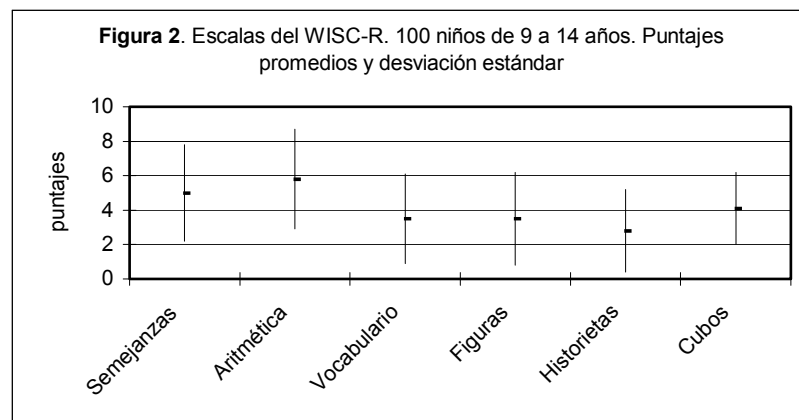 Figura 2. Escalas del WISC-R. 100 niños de 9 a 14 años. Puntajes
promedios y desviación estándar
10
8
6
4
2
0
puntajes
Semejanzas
Aritmética
Vocabulario
Figuras
Historietas
Cubos